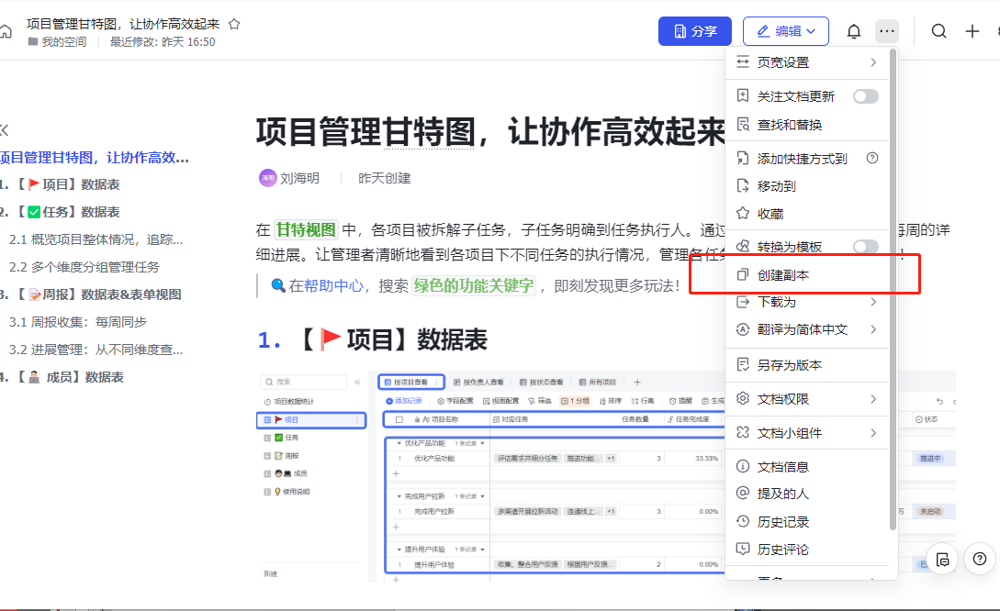 项目管理甘特图，让协作高效起来
我的空间 最近修改: 昨天 16:50
分享
编辑
项目管理甘特图，让协作高效...
1. 【🚩项目】数据表
2. 【✅任务】数据表
2.1 概览项目整体情况，追踪...
2.2 多个维度分组管理任务
3. 【📝周报】数据表&表单视图
3.1 周报收集：每周同步
3.2 进展管理：从不同维度查...
4. 【 成员】数据表
项目管理甘特图，让协作高效起来
海明 刘海明 昨天创建
在 甘特视图 中，各项目被拆解子任务，子任务明确到任务执行人。通过 每周的详
细进展。让管理者清晰地看到各项目下不同任务的执行情况，管理各任务 !
🔍在帮助中心，搜索 绿色的功能关键字 ，即刻发现更多玩法！
1. 【🚩项目】数据表
搜索
项目数据统计
项目
任务
周报
成员
使用说明
新建
按项目查看 按负责人查看 按状态查看 所有项目
添加记录 字段配置 视图配置 筛选 1 分组 排序 行高 提醒 生成
项目名称 对应任务 任务数量 任务完成度 状态
优化产品功能 1 条记录
1 优化产品功能 评估需求并细分任务 推进功能... +1 3 33.33% 推进中
完成用户拉新 1 条记录
1 完成用户拉新 多渠道开展拉新活动 连通线上... +1 3 0.00% 万 未启动
提升用户体验 1 条记录
1 提升用户体验 收集、整合用户反馈 根据用户反馈... 2 0.00%
页宽设置
关注文档更新
查找和替换
添加快捷方式到
移动到
收藏
转换为模板
创建副本
下载为
翻译为简体中文
另存为版本
文档权限
文档小组件
文档信息
提及的人
历史记录
历史评论
更多